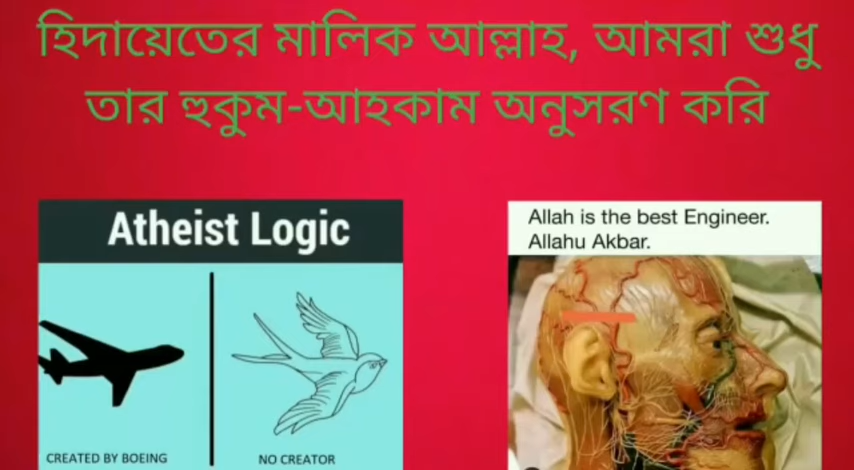 হিদায়েতের মালিক আল্লাহ, আমরা শুধু
তার হুকুম-আহকাম অনুসরণ করি
Atheist Logic
CREATED BY BOEING
NO CREATOR
Allah is the best Engineer.
Allahu Akbar.